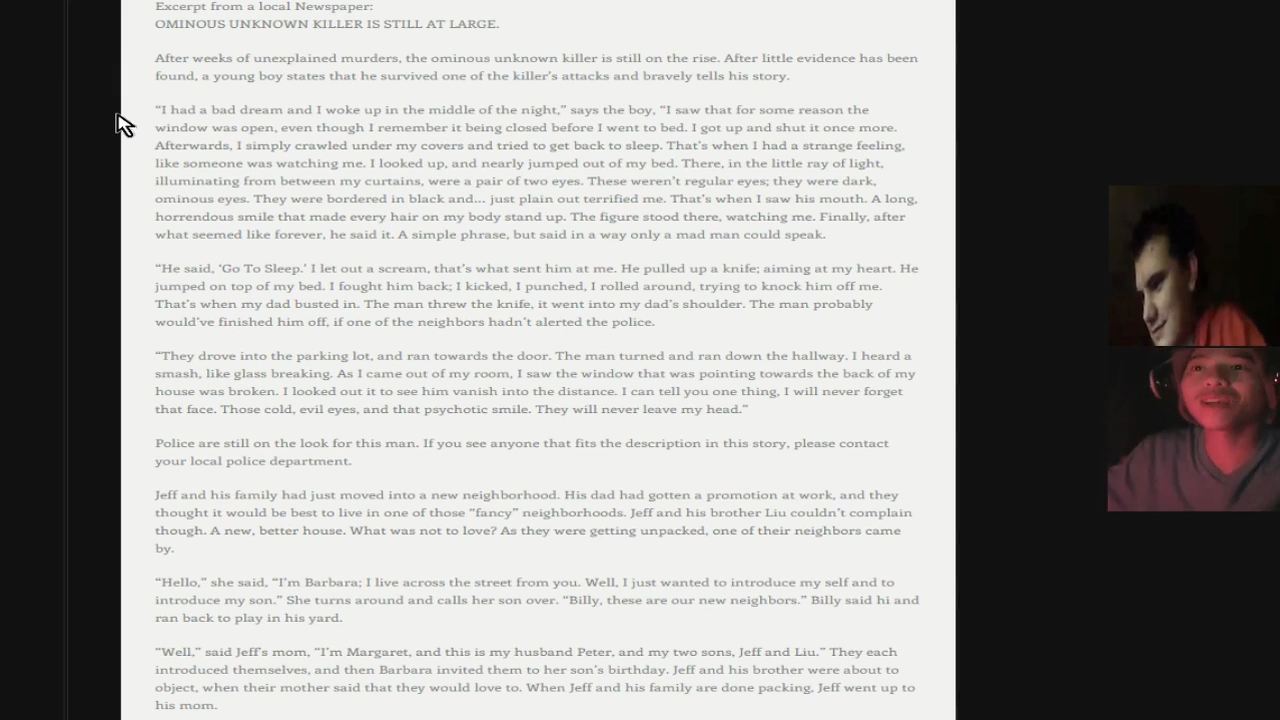 Excerpt from a local Newspaper:
OMINOUS UNKNOWN KILLER IS STILL AT LARGE.
After weeks of unexplained murders, the ominous unknown killer is still on the rise. After little evidence has been
found, a young boy states that he survived one of the killer’s attacks and bravely tells his story.
“I had a bad dream and I woke up in the middle of the night,” says the boy, “I saw that for some reason the
window was open, even though I remember it being closed before I went to bed. I got up and shut it once more.
Afterwards, I simply crawled under my covers and tried to get back to sleep. That’s when I had a strange feeling,
like someone was watching me. I looked up, and nearly jumped out of my bed. There, in the little ray of light,
illuminating from between my curtains, were a pair of two eyes. These weren’t regular eyes; they were dark,
ominous eyes. They were bordered in black and… just plain out terrified me. That’s when I saw his mouth. A long,
horrendous smile that made every hair on my body stand up. The figure stood there, watching me. Finally, after
what seemed like forever, he said it. A simple phrase, but said in a way only a mad man could speak.
“He said, ‘Go To Sleep.’ I let out a scream, that’s what sent him at me. He pulled up a knife; aiming at my heart. He
jumped on top of my bed. I fought him back; I kicked, I punched, I rolled around, trying to knock him off me.
That’s when my dad busted in. The man threw the knife, it went into my dad’s shoulder. The man probably
would’ve finished him off, if one of the neighbors hadn’t alerted the police.
“They drove into the parking lot, and ran towards the door. The man turned and ran down the hallway. I heard a
smash, like glass breaking. As I came out of my room, I saw the window that was pointing towards the back of my
house was broken. I looked out it to see him vanish into the distance. I can tell you one thing, I will never forget
that face. Those cold, evil eyes, and that psychotic smile. They will never leave my head.”
Police are still on the look for this man. If you see anyone that fits the description in this story, please contact
your local police department.
Jeff and his family had just moved into a new neighborhood. His dad had gotten a promotion at work, and they
thought it would be best to live in one of those “fancy” neighborhoods. Jeff and his brother Liu couldn’t complain
though. A new, better house. What was not to love? As they were getting unpacked, one of their neighbors came
by.
“Hello,” she said, “I’m Barbara; I live across the street from you. Well, I just wanted to introduce my self and to
introduce my son.” She turns around and calls her son over. “Billy, these are our new neighbors.” Billy said hi and
ran back to play in his yard.
“Well,” said Jeff’s mom, “I’m Margaret, and this is my husband Peter, and my two sons, Jeff and Liu.” They each
introduced themselves, and then Barbara invited them to her son’s birthday. Jeff and his brother were about to
object, when their mother said that they would love to. When Jeff and his family are done packing, Jeff went up to
his mom.